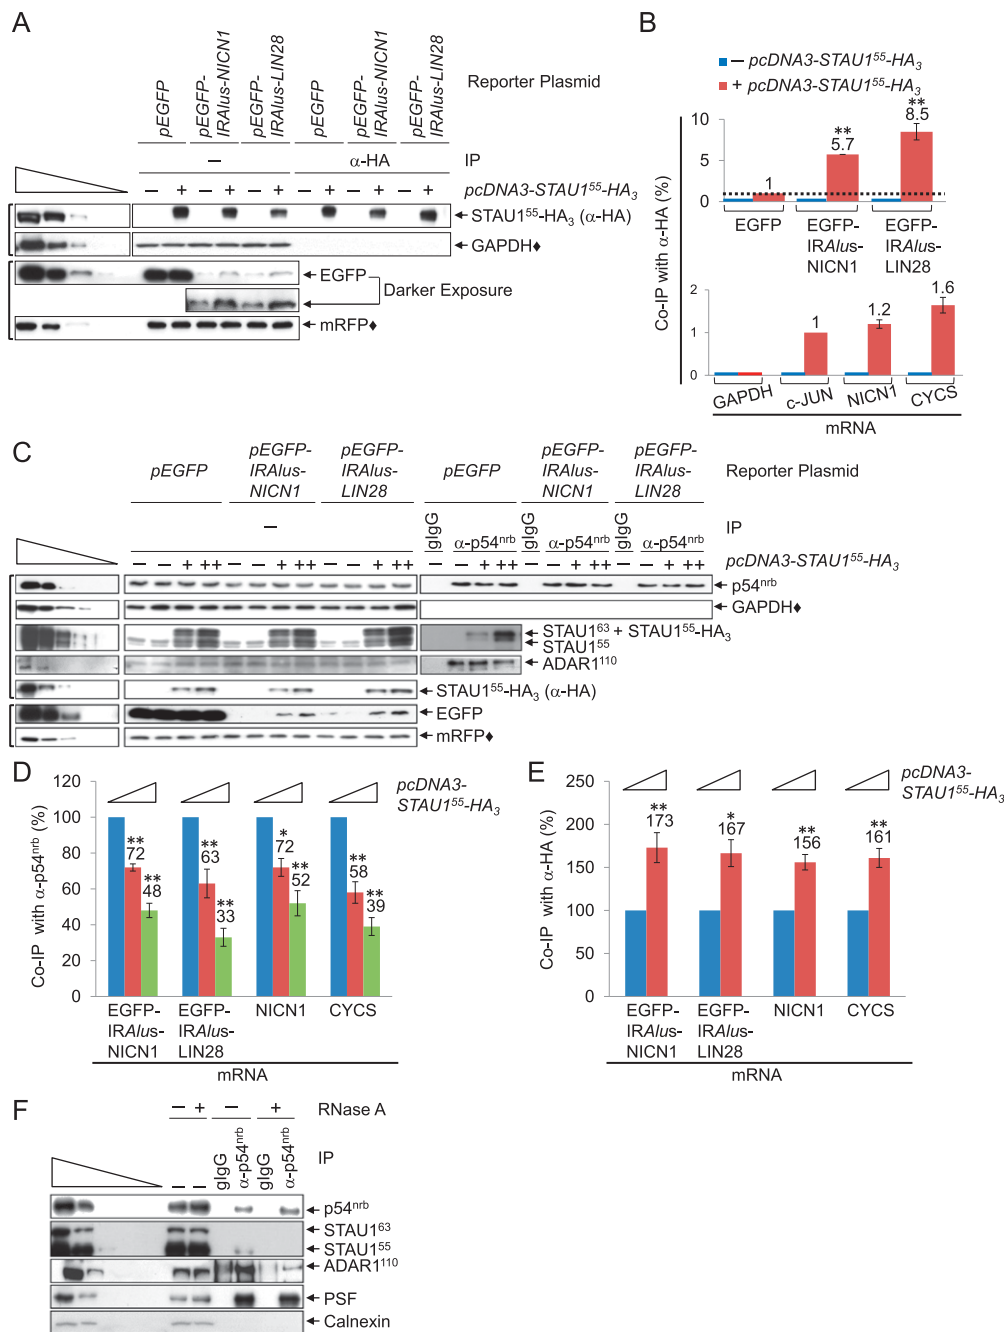 A
pEGFP
pEGFP-
IRAlus-NICN1
pEGFP-
IRAlus-LIN28
pEGFP
pEGFP-
IRAlus-NICN1
pEGFP-
IRAlus-LIN28
Reporter Plasmid
– α-HA IP
– + – + – + – + – + – + pcDNA3-STAU1⁵⁵-HA₃
STAU1⁵⁵-HA₃ (α-HA)
GAPDH♦
EGFP
Darker Exposure
mRFP♦
B
– pcDNA3-STAU1⁵⁵-HA₃
+ pcDNA3-STAU1⁵⁵-HA₃
Co-IP with α-HA (%)
10
5
0
1
**
5.7
**
8.5
EGFP
EGFP-
IRAlus-
NICN1
EGFP-
IRAlus-
LIN28
2
1
0
1
1.2
1.6
GAPDH
c-JUN
NICN1
CYCS
mRNA
C
pEGFP
pEGFP-
IRAlus-
NICN1
pEGFP-
IRAlus-
LIN28
pEGFP
pEGFP-
IRAlus-
NICN1
pEGFP-
IRAlus-
LIN28
Reporter Plasmid
– gIgG α-p54ⁿʳᵇ gIgG α-p54ⁿʳᵇ gIgG α-p54ⁿʳᵇ IP
– – + ++ – – + ++ – – + ++ – – + ++ – – + ++ – – + ++ pcDNA3-STAU1⁵⁵-HA₃
p54ⁿʳᵇ
GAPDH♦
STAU1⁶³ + STAU1⁵⁵-HA₃
STAU1⁵⁵
ADAR1¹¹⁰
STAU1⁵⁵-HA₃ (α-HA)
EGFP
mRFP♦
D
pcDNA3-
STAU1⁵⁵-HA₃
Co-IP with α-p54ⁿʳᵇ (%)
120
100
80
60
40
20
0
**
72
**
48
**
63
**
33
*
72
**
52
**
58
**
39
EGFP-
IRAlus-
NICN1
EGFP-
IRAlus-
LIN28
NICN1
CYCS
mRNA
E
pcDNA3-
STAU1⁵⁵-HA₃
Co-IP with α-HA (%)
250
200
150
100
50
0
**
173
*
167
**
156
**
161
EGFP-
IRAlus-
NICN1
EGFP-
IRAlus-
LIN28
NICN1
CYCS
mRNA
F
– + – + RNase A
– – gIgG α-p54ⁿʳᵇ gIgG α-p54ⁿʳᵇ IP
p54ⁿʳᵇ
STAU1⁶³
STAU1⁵⁵
ADAR1¹¹⁰
PSF
Calnexin